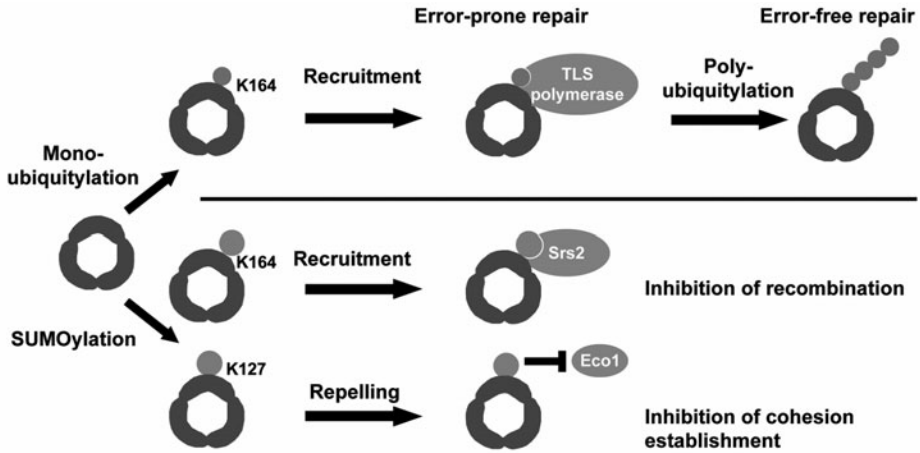 Error-prone repair
Error-free repair
K164
Recruitment
TLS
polymerase
Poly-
ubiquitylation
Mono-
ubiquitylation
K164
Recruitment
Srs2
Inhibition of recombination
SUMOylation
K127
Repelling
Eco1
Inhibition of cohesion
establishment